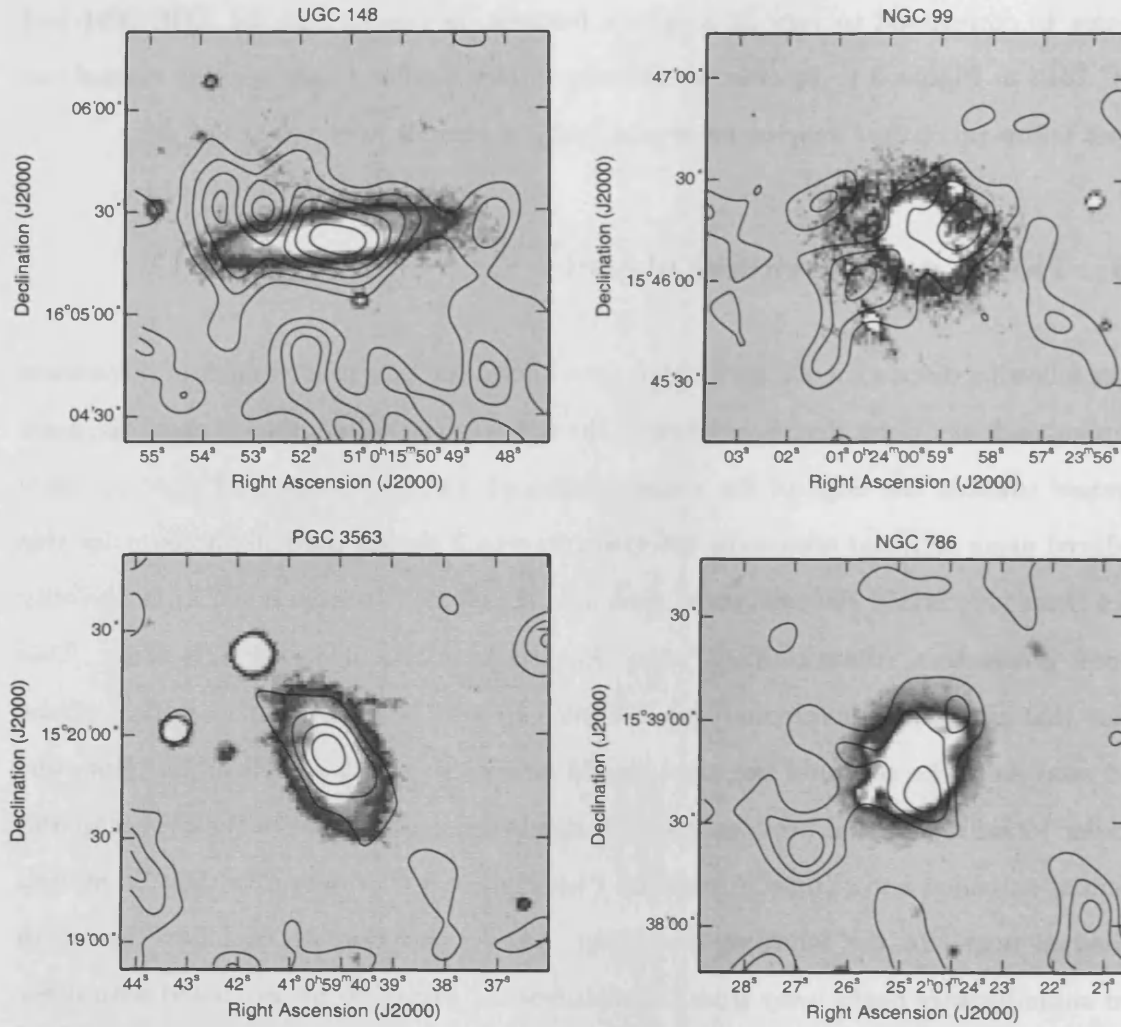 UGC 148
Declination (J2000)
06'00"
30"
16°05'00"
04'30"
55s 54s 53s 52s 51s 0h15m50s 49s 48s
Right Ascension (J2000)
NGC 99
Declination (J2000)
47'00"
30"
15°46'00"
45'30"
03s 02s 01s 0h24m00s 59s 58s 57s 23m56s
Right Ascension (J2000)
PGC 3563
Declination (J2000)
30"
15°20'00"
30"
19'00"
44s 43s 42s 41s 0h59m40s 39s 38s 37s
Right Ascension (J2000)
NGC 786
Declination (J2000)
30"
15°39'00"
30"
38'00"
28s 27s 26s 25s 2h01m24s 23s 22s 21s
Right Ascension (J2000)